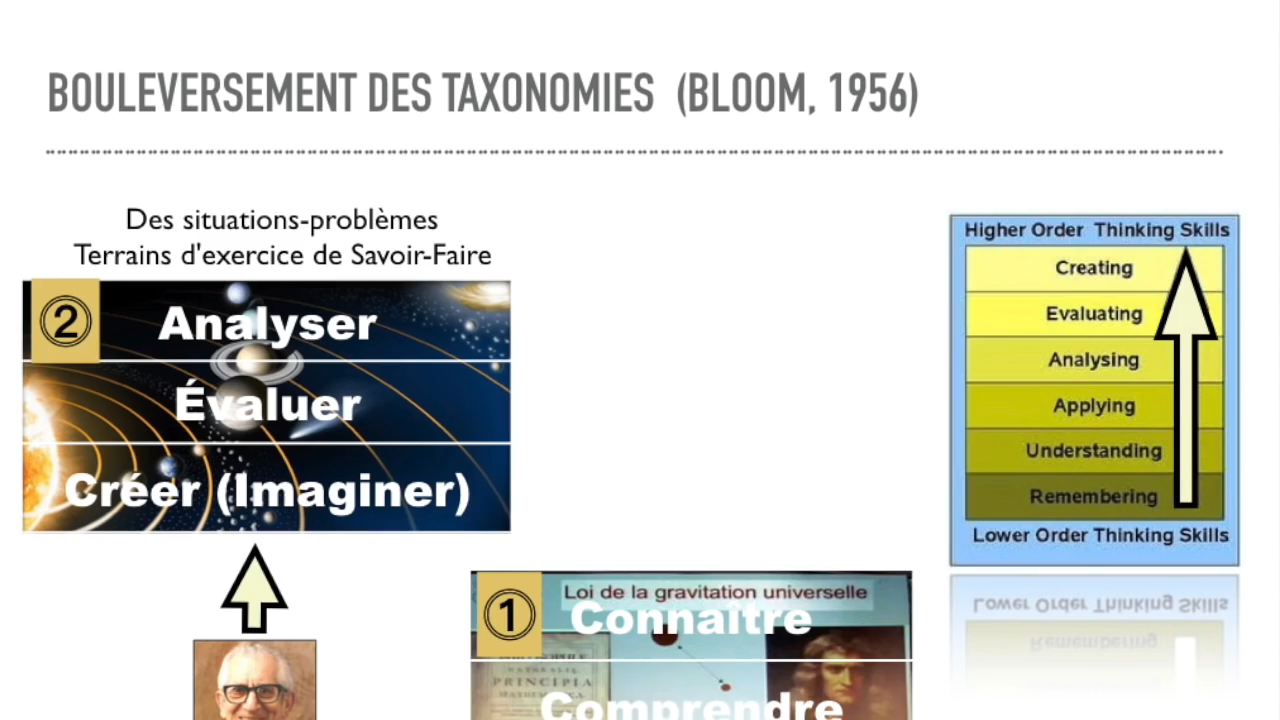 BOULEVERSEMENT DES TAXONOMIES (BLOOM, 1956)
Des situations-problèmes
Terrains d'exercice de Savoir-Faire
2
Analyser
Évaluer
Créer (Imaginer)
1
Loi de la gravitation universelle
Connaître
PRINCIPIA
Comprendre
Higher Order Thinking Skills
Creating
Evaluating
Analysing
Applying
Understanding
Remembering
Lower Order Thinking Skills
Lower Order Thinking Skills
Remembering